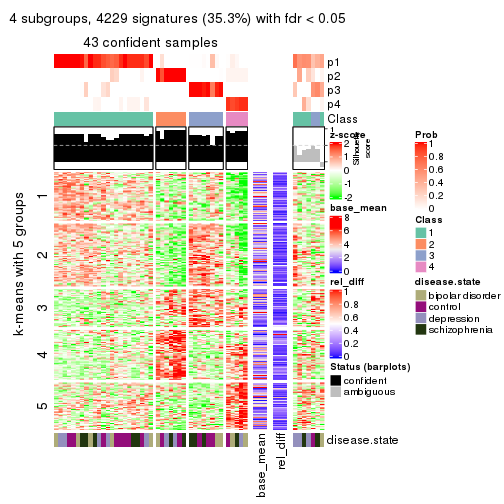 4 subgroups, 4229 signatures (35.3%) with fdr < 0.05
43 confident samples
p1
p2
p3
p4
Class
1
Silhouette
score
k-means with 5 groups
1
2
3
4
5
base_mean
rel_diff
disease.state
z-score
2
1
0
-1
-2
base_mean
8
6
4
2
0
rel_diff
1
0.8
0.6
0.4
0.2
0
Status (barplots)
confident
ambiguous
Prob
1
0.8
0.6
0.4
0.2
0
Class
1
2
3
4
disease.state
bipolar disorder
control
depression
schizophrenia